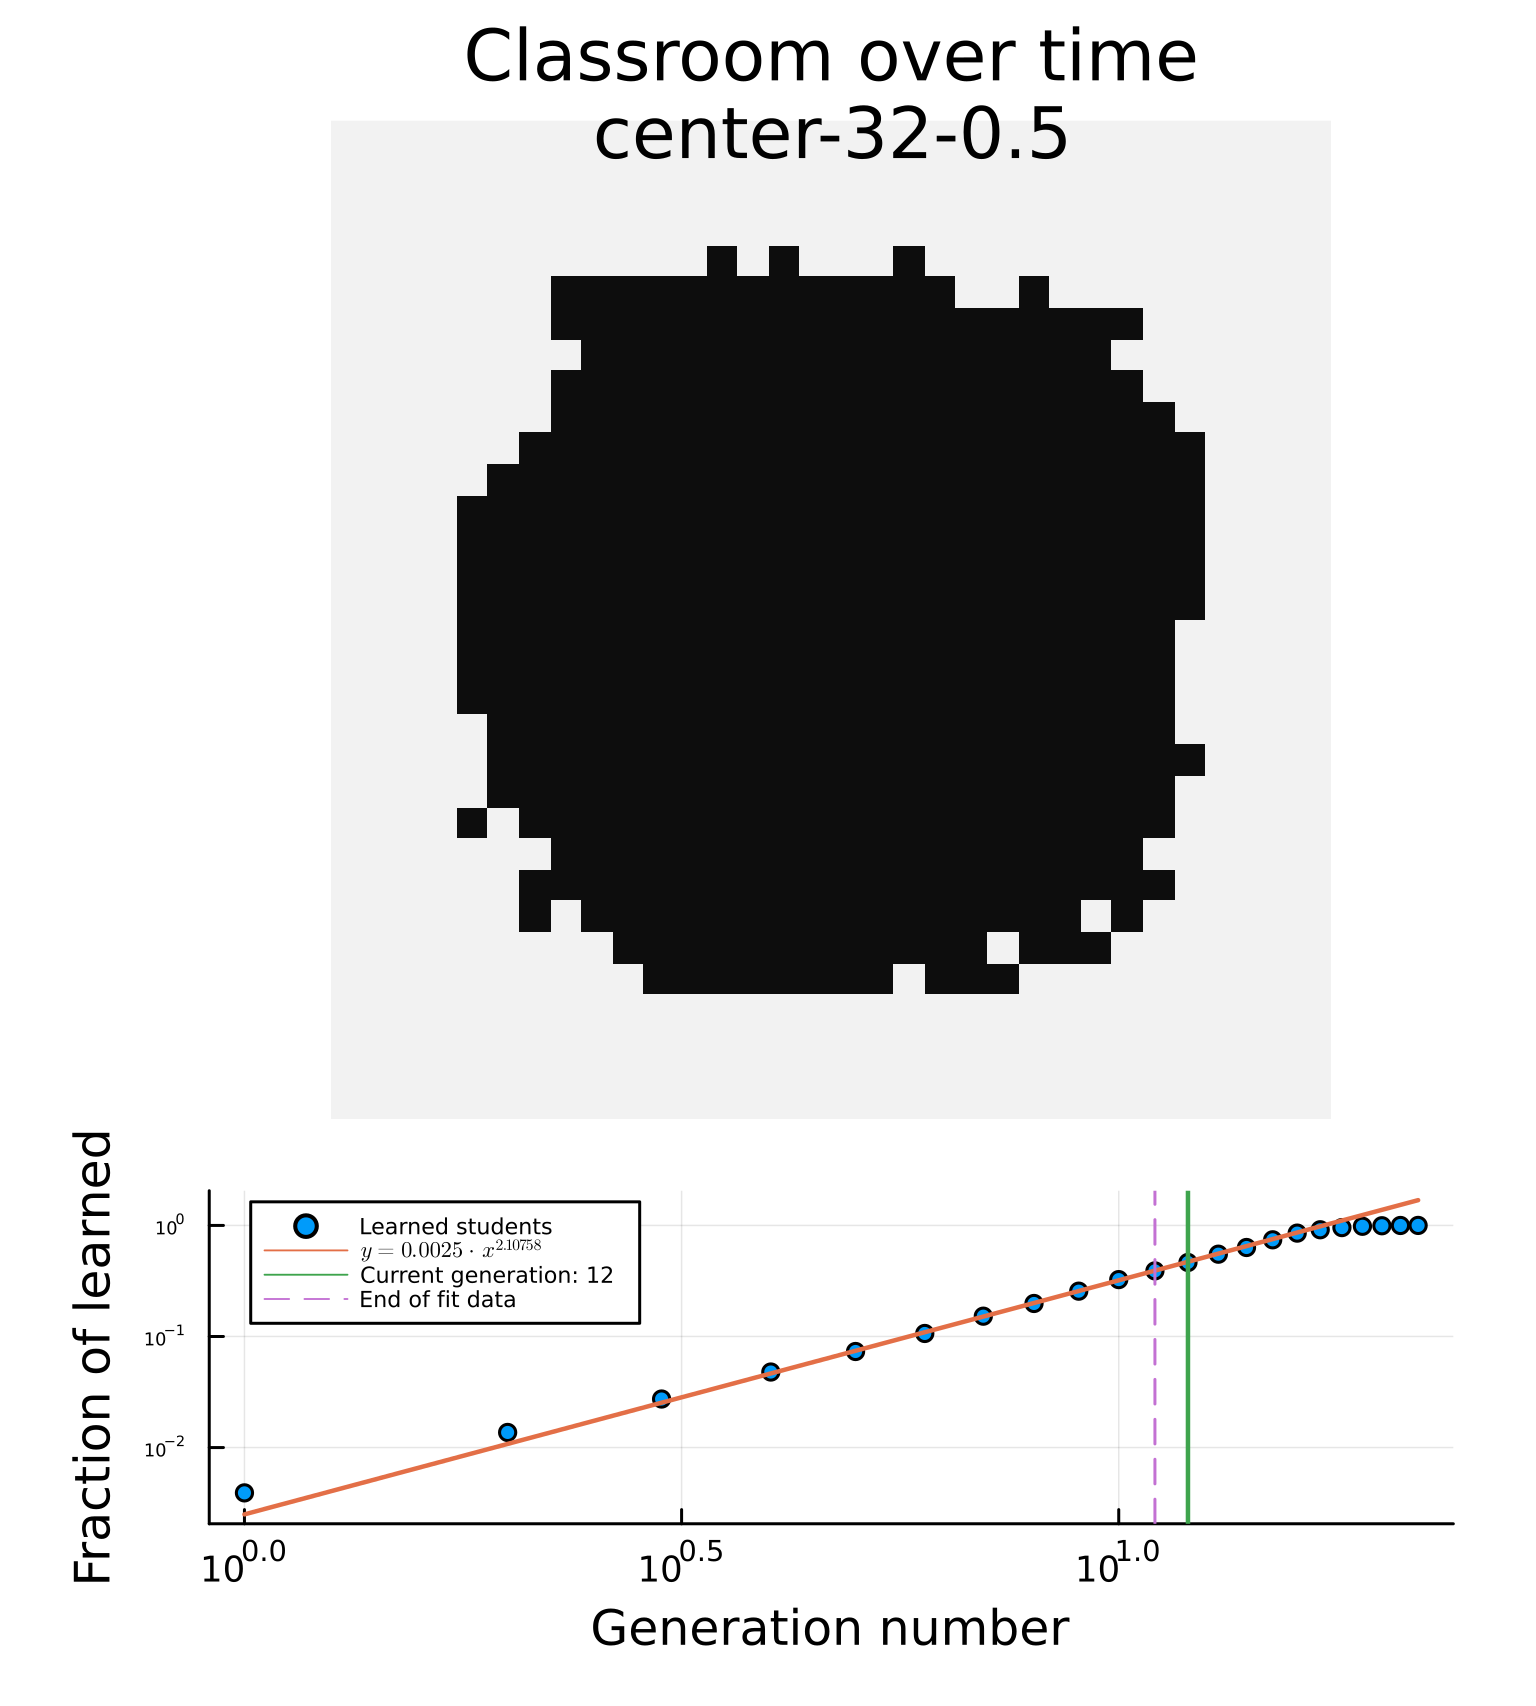 Classroom over time
center-32-0.5
Fraction of learned
10⁰
10⁻¹
10⁻²
Learned students
y = 0.0025 · x^2.10758
Current generation: 12
End of fit data
10^0.0 10^0.5 10^1.0
Generation number